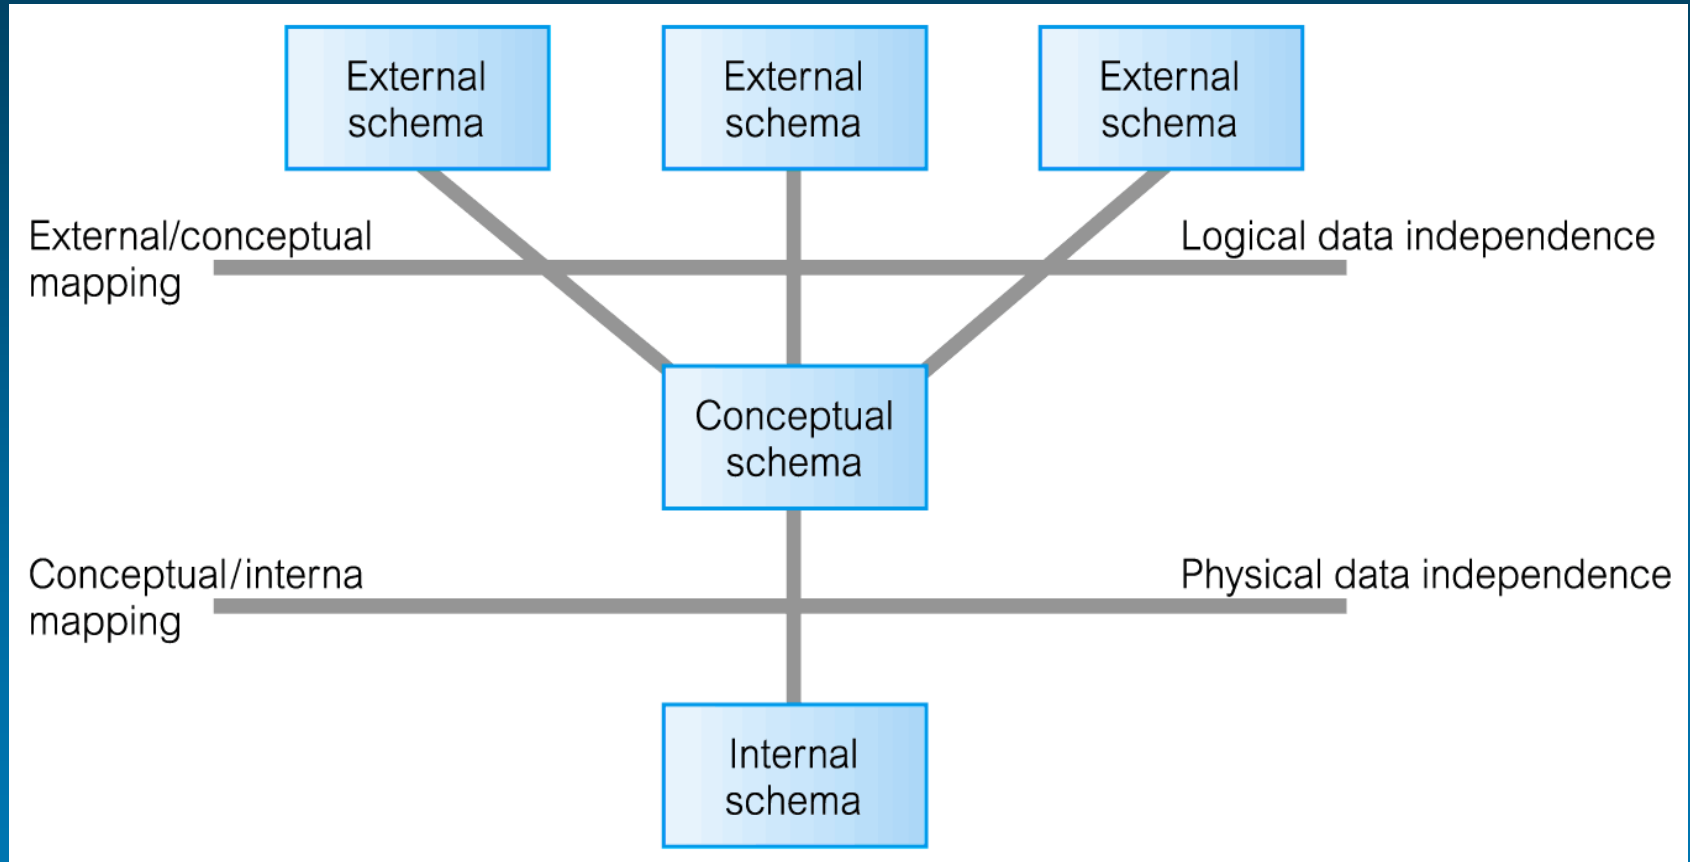 External
schema
External
schema
External
schema
External/conceptual
mapping
Logical data independence
Conceptual
schema
Conceptual/interna
mapping
Physical data independence
Internal
schema